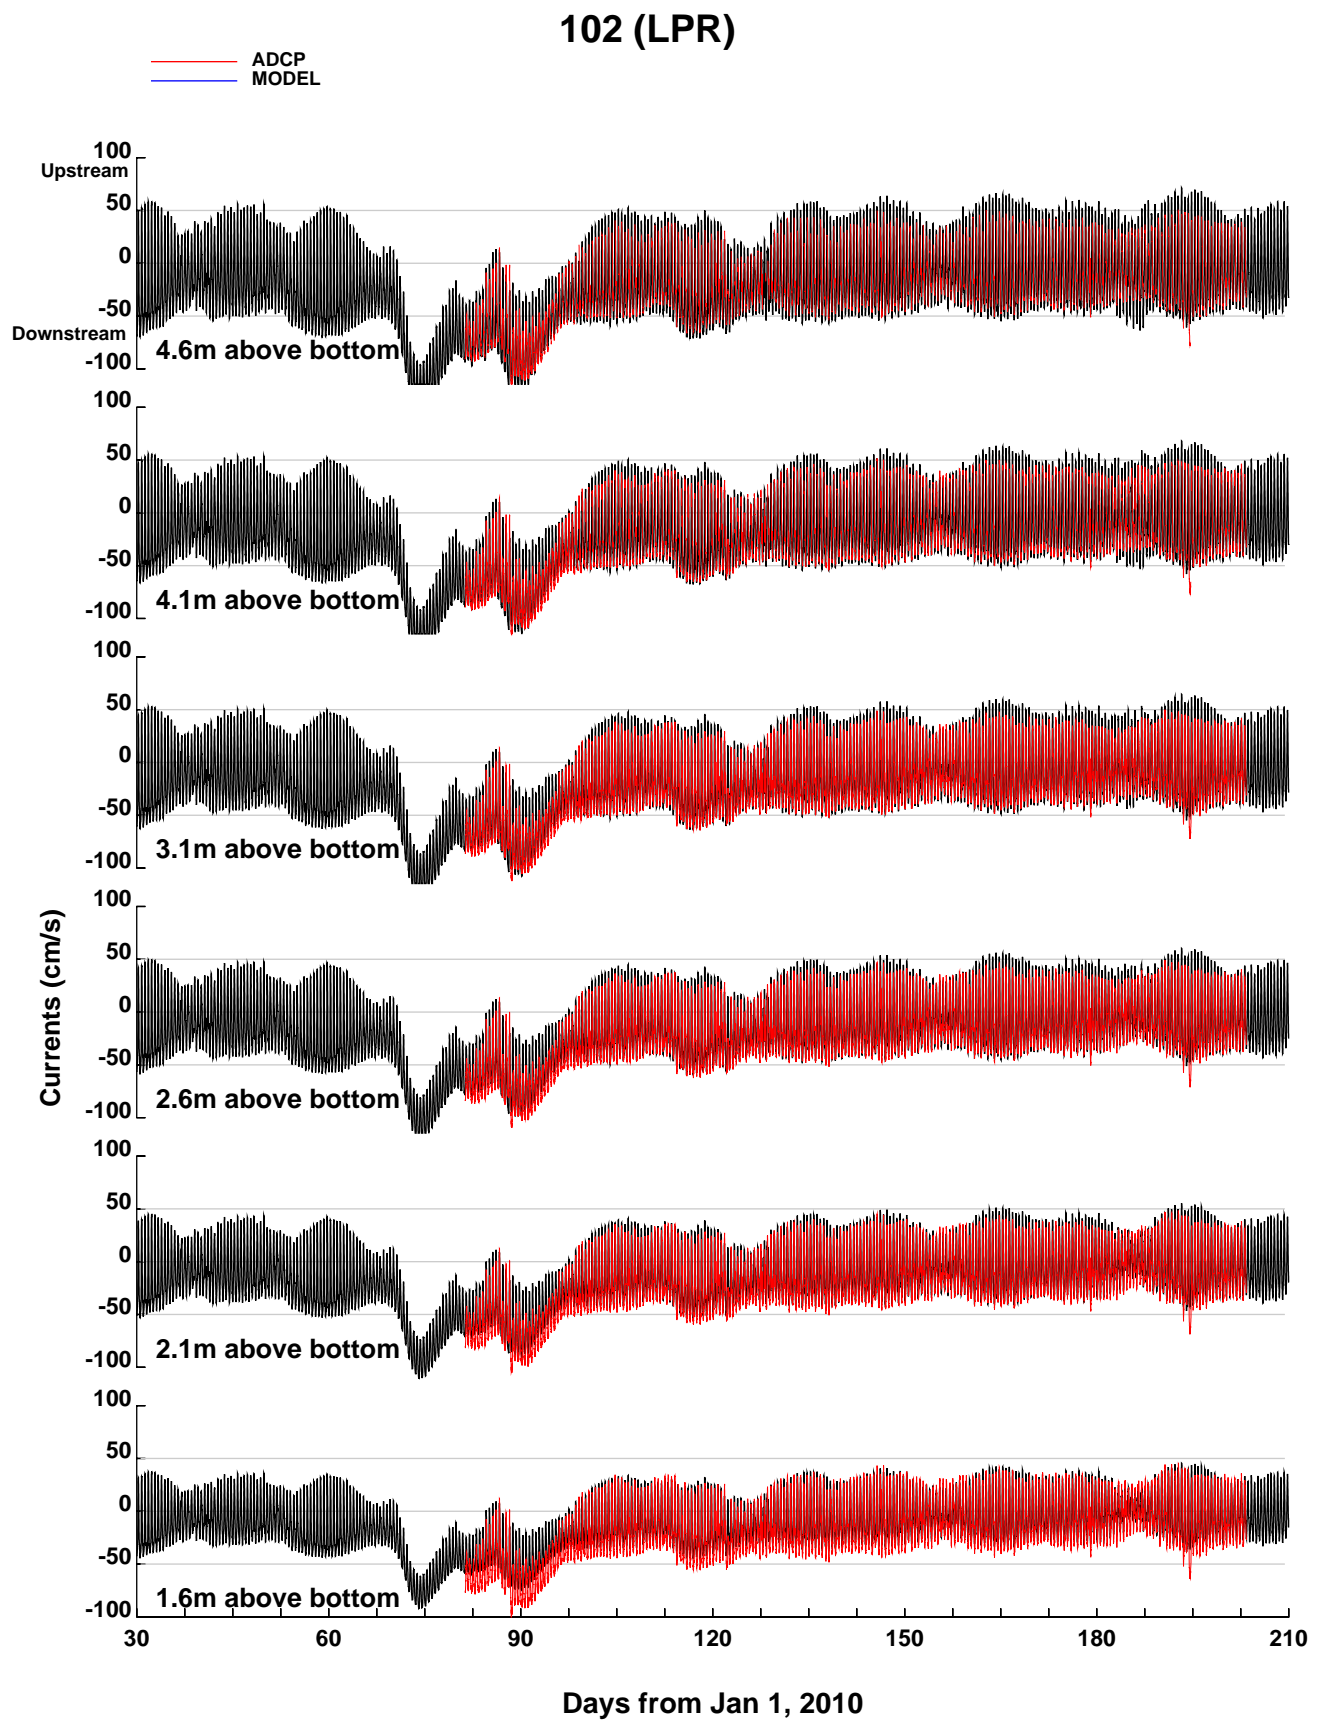 102 (LPR)
ADCP
MODEL
100
Upstream
50
0
-50
Downstream
-100
4.6m above bottom
100
50
0
-50
-100
4.1m above bottom
100
50
0
-50
-100
3.1m above bottom
100
50
0
-50
-100
2.6m above bottom
Currents (cm/s)
100
50
0
-50
-100
2.1m above bottom
100
50
0
-50
-100
1.6m above bottom
30 60 90 120 150 180 210
Days from Jan 1, 2010